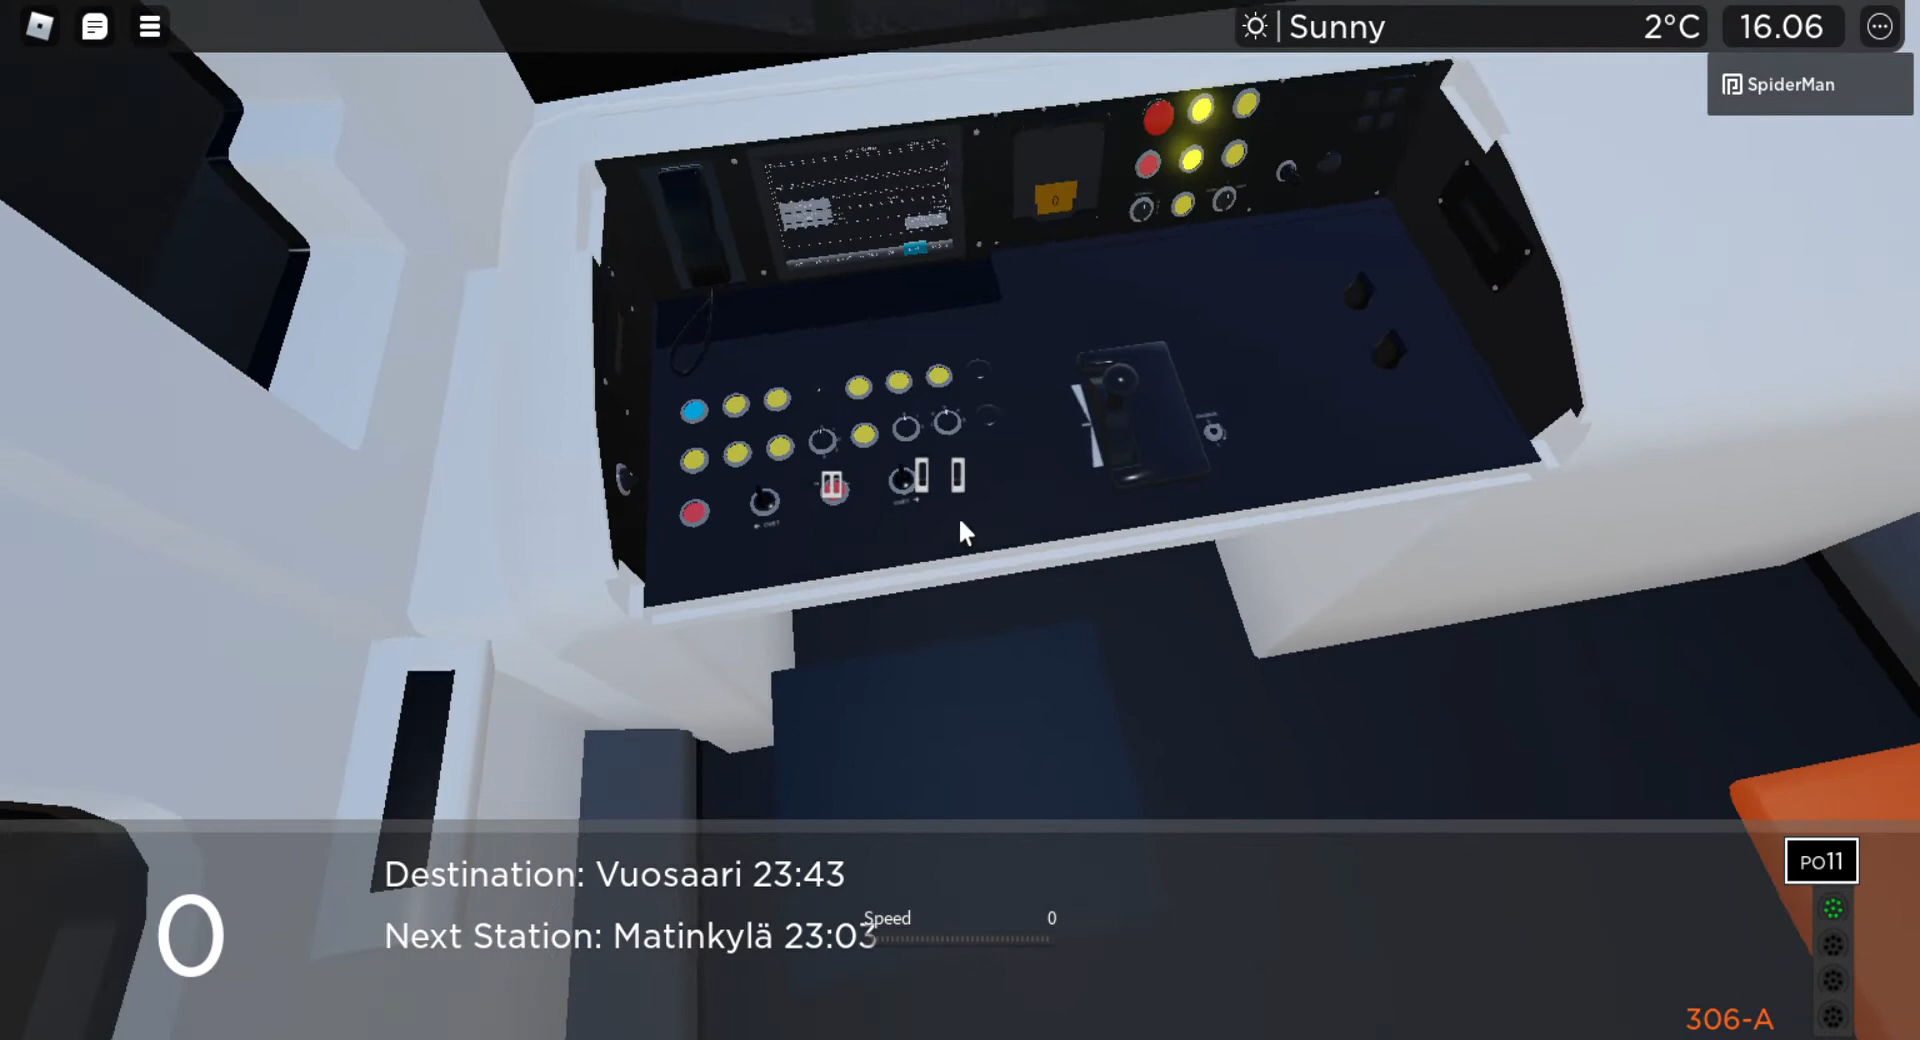 Sunny
2°C
16.06
SpiderMan
0
Destination: Vuosaari 23:43
Next Station: Matinkylä 23:03
Speed 0
0
PO11
306-A